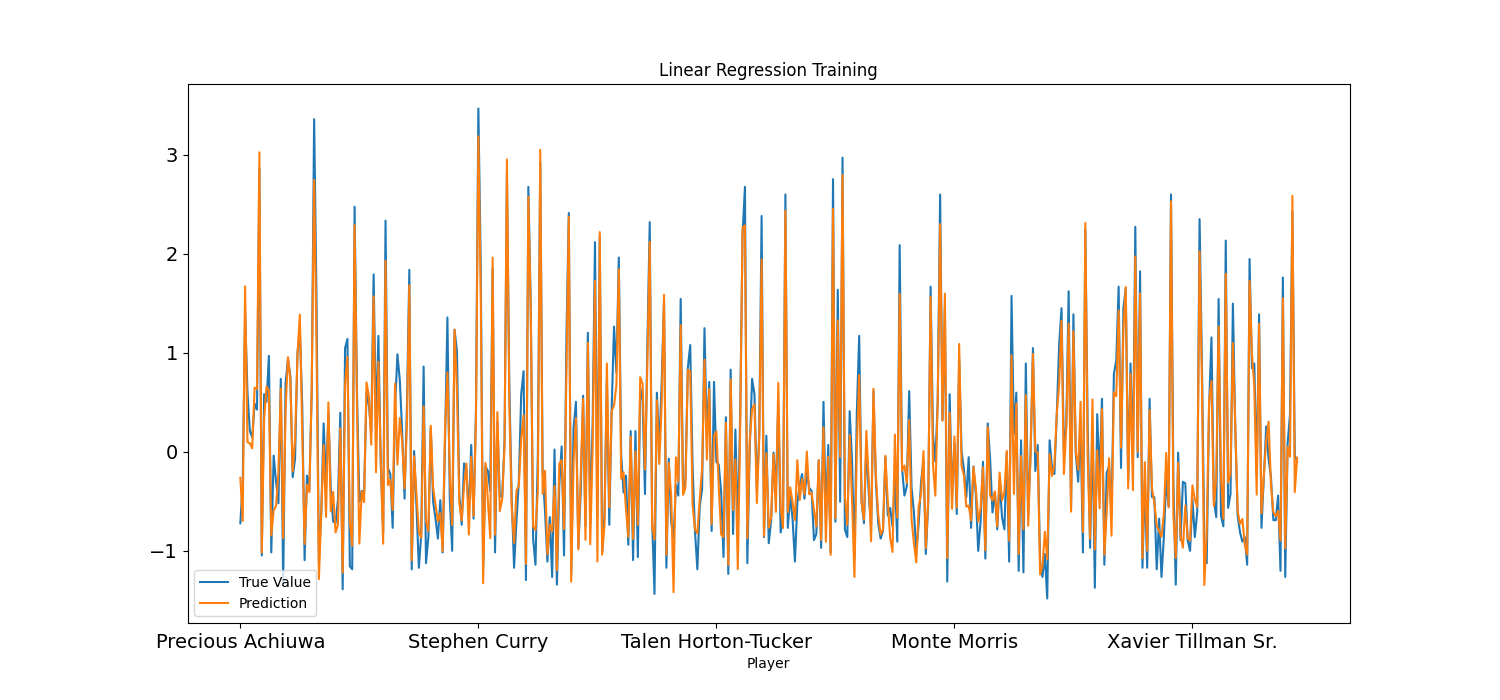 Linear Regression Training
3
2
1
0
−1
True Value
Prediction
Precious Achiuwa Stephen Curry Talen Horton-Tucker Monte Morris Xavier Tillman Sr.
Player